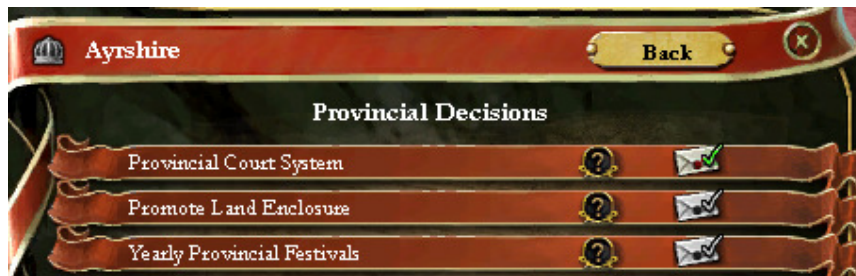 Ayrshire
Back
Provincial Decisions
Provincial Court System
?
Promote Land Enclosure
?
Yearly Provincial Festivals
?